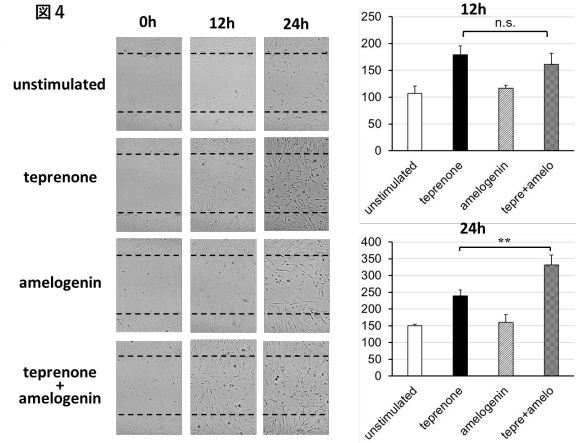 図4
0h 12h 24h
unstimulated
teprenone
amelogenin
teprenone
+
amelogenin
12h
n.s.
250
200
150
100
50
0
unstimulated
teprenone
amelogenin
tepre+amelo
24h
**
400
350
300
250
200
150
100
50
0
unstimulated
teprenone
amelogenin
tepre+amelo